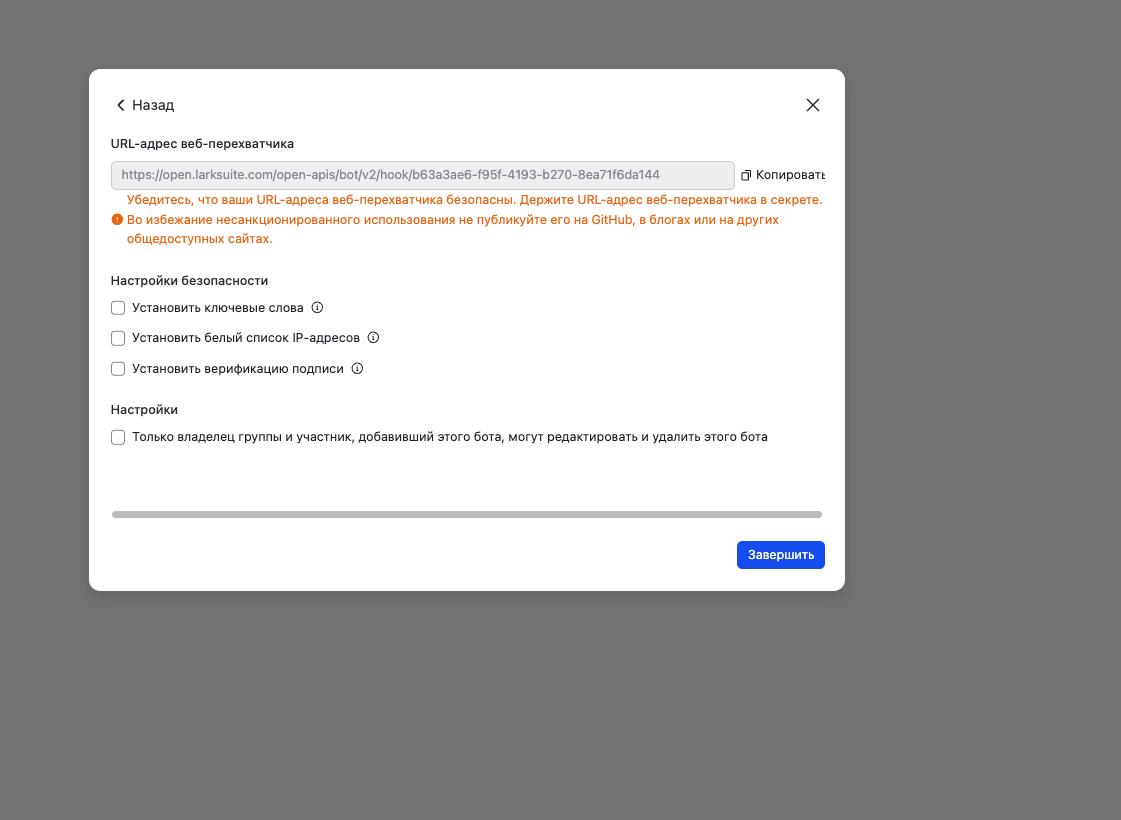 Назад
URL-адрес веб-перехватчика
https://open.larksuite.com/open-apis/bot/v2/hook/b63a3ae6-f95f-4193-b270-8ea71f6da144
Копировать
Убедитесь, что ваши URL-адреса веб-перехватчика безопасны. Держите URL-адрес веб-перехватчика в секрете.
Во избежание несанкционированного использования не публикуйте его на GitHub, в блогах или на других
общедоступных сайтах.
Настройки безопасности
Установить ключевые слова
Установить белый список IP-адресов
Установить верификацию подписи
Настройки
Только владелец группы и участник, добавивший этого бота, могут редактировать и удалить этого бота
Завершить